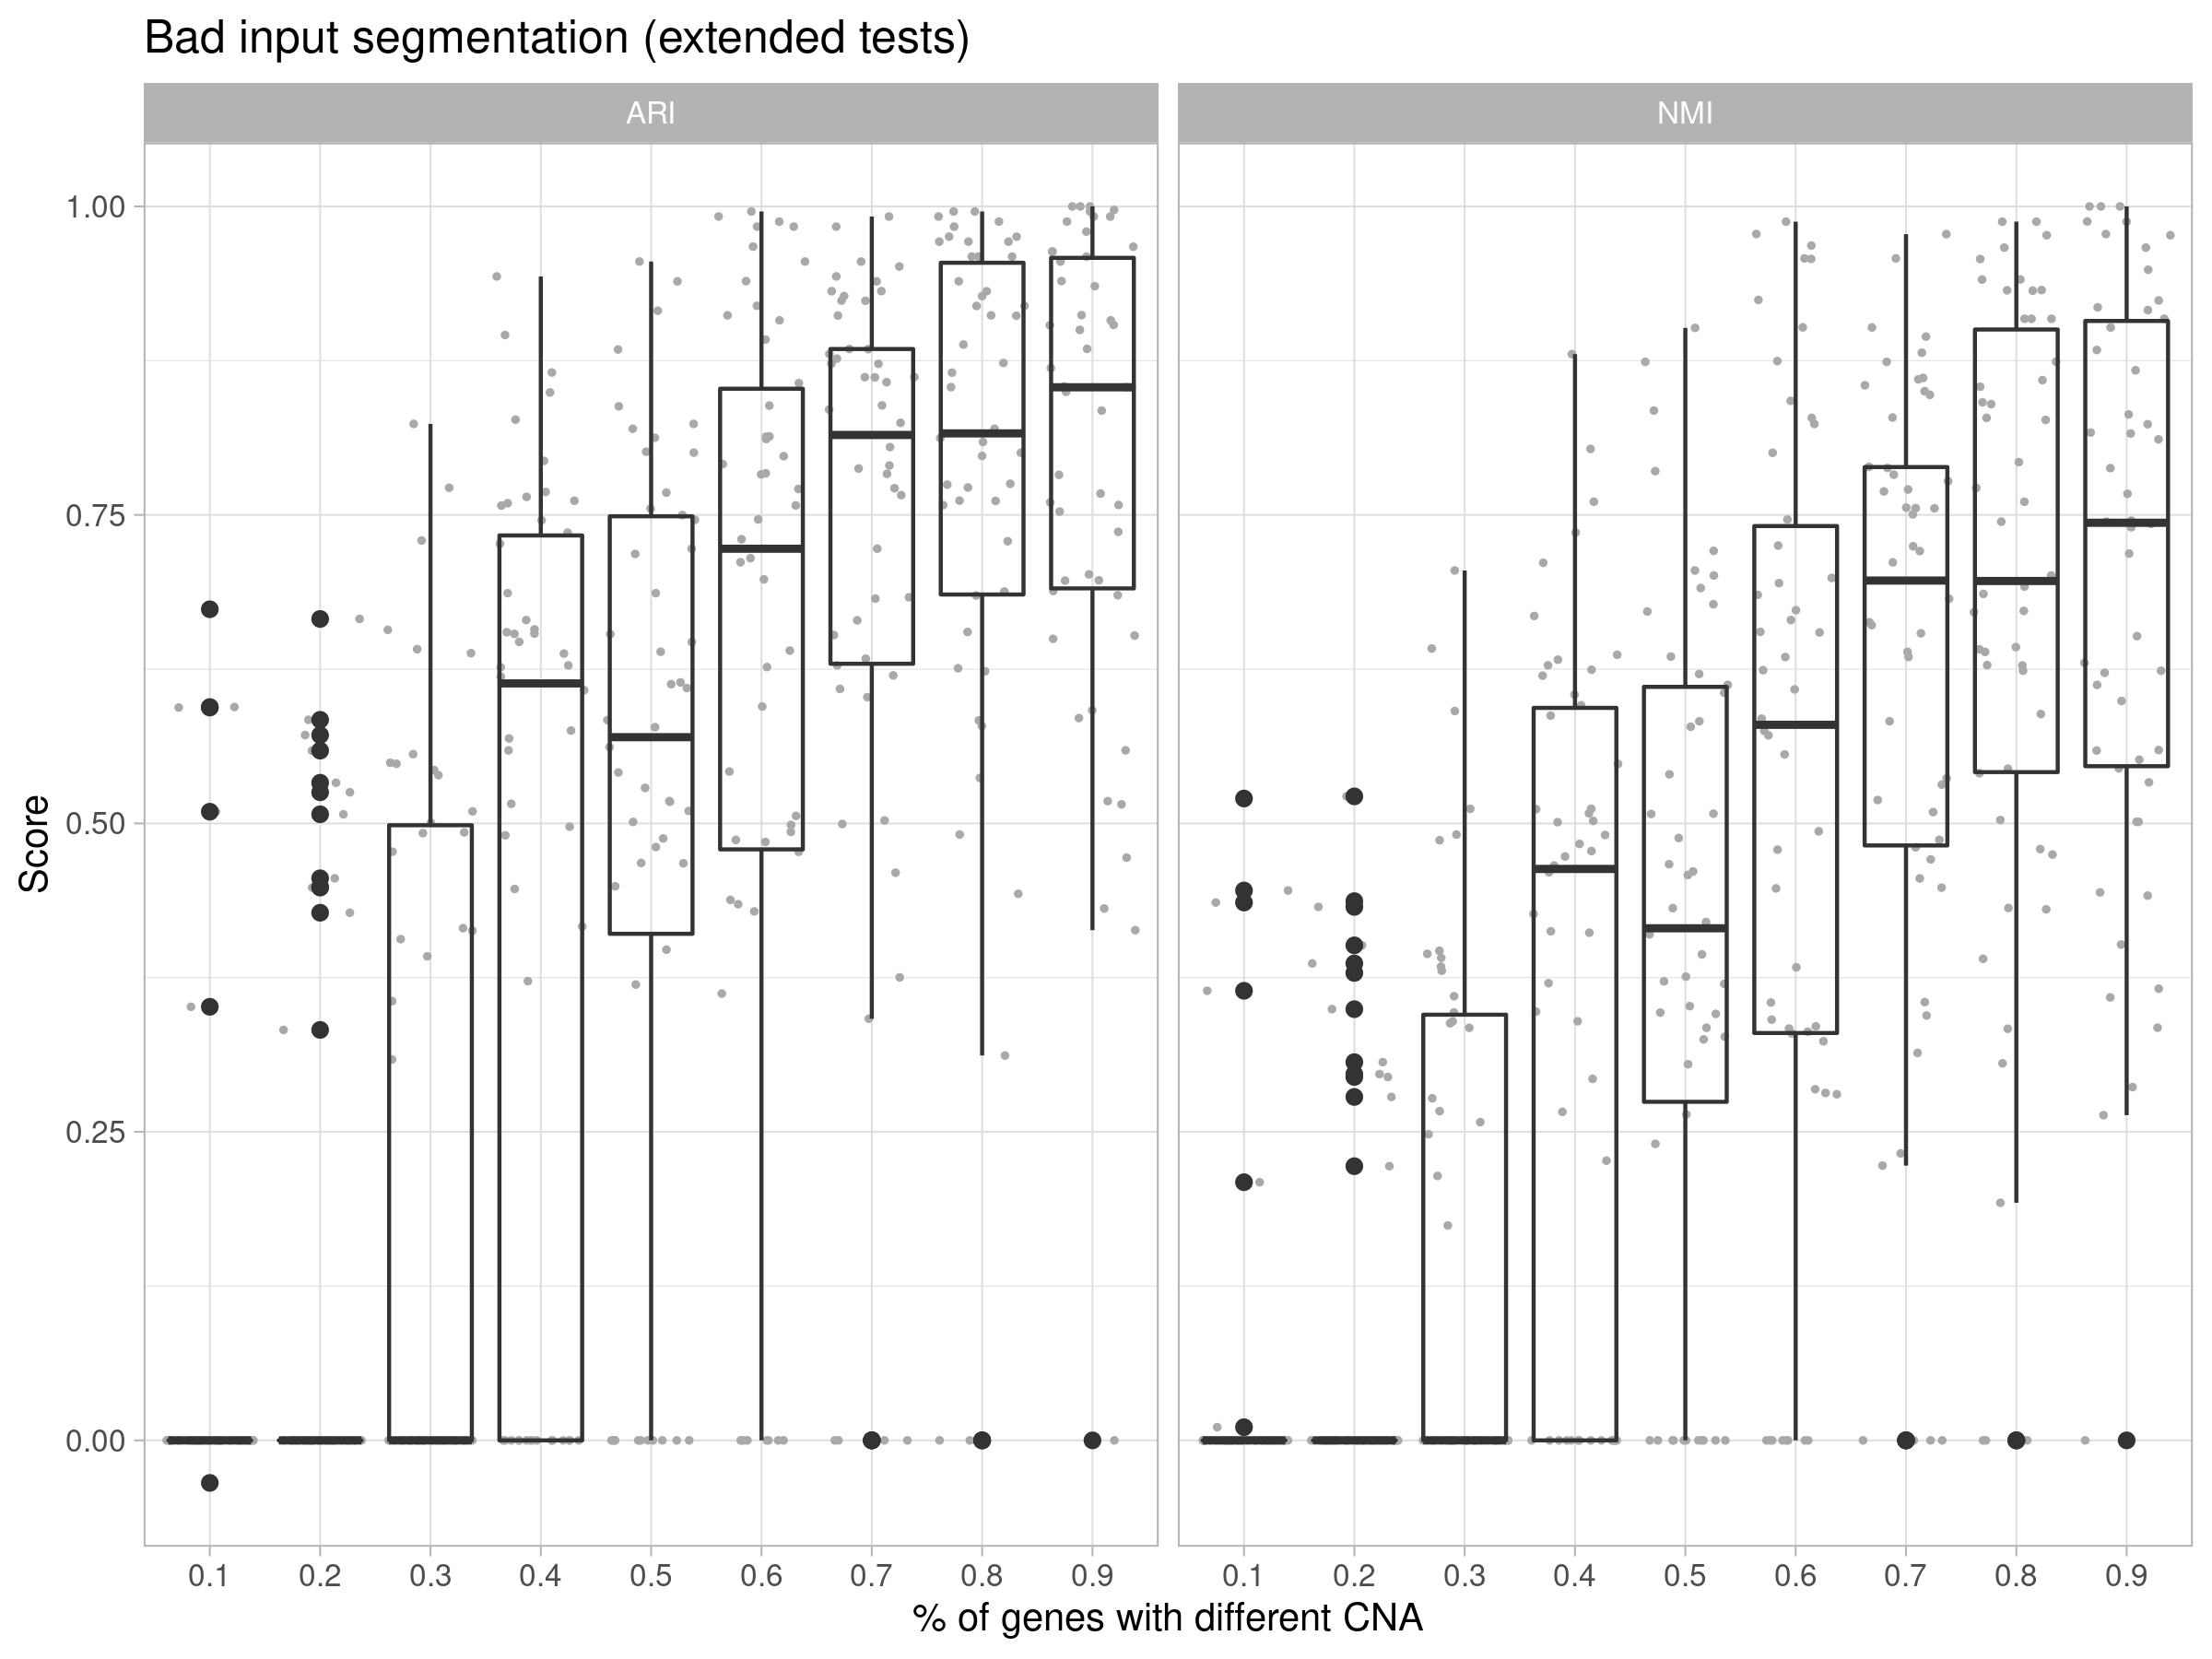 Bad input segmentation (extended tests)
ARI
NMI
1.00
0.75
0.50
0.25
0.00
Score
0.1 0.2 0.3 0.4 0.5 0.6 0.7 0.8 0.9
0.1 0.2 0.3 0.4 0.5 0.6 0.7 0.8 0.9
% of genes with different CNA